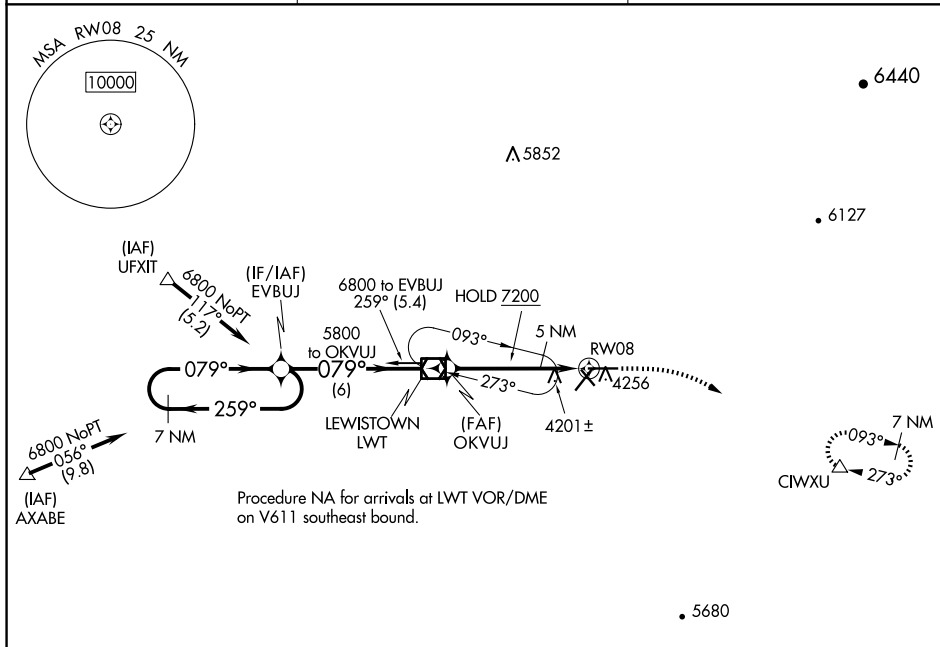 MSA RW08 25 NM
10000
6440
5852
6127
(IAF)
UFXIT
6800 NoPT
117°
(5.2)
(IF/IAF)
EVBUJ
6800 to EVBUJ
259° (5.4)
HOLD 7200
5800
to OKVUJ
079°
(6)
093°
5 NM
RW08
079°
273°
4256
259°
7 NM
LEWISTOWN
LWT
(FAF)
OKVUJ
4201±
6800 NoPT
056°
(9.8)
(IAF)
AXABE
7 NM
093°
273°
CIWXU
Procedure NA for arrivals at LWT VOR/DME
on V611 southeast bound.
5680